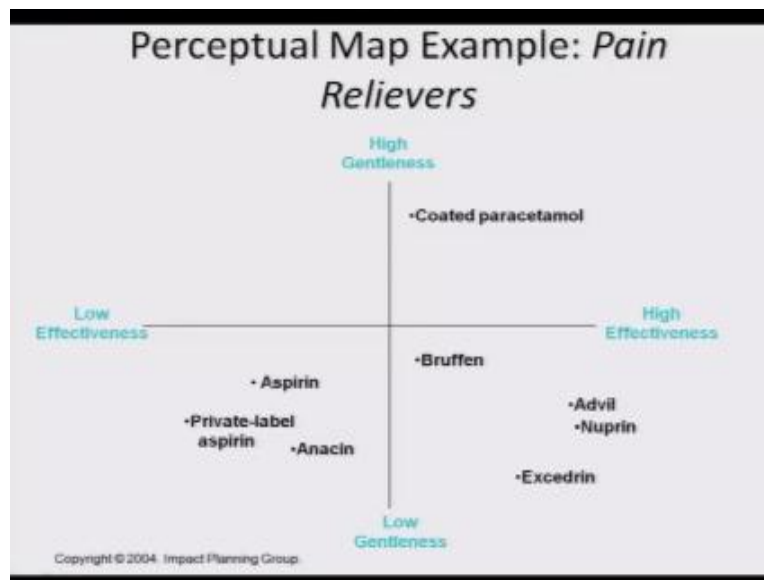 Perceptual Map Example: Pain
Relievers
High
Gentleness
•Coated paracetamol
Low
Effectiveness
High
Effectiveness
•Bruffen
• Aspirin
•Advil
•Private-label
aspirin
•Nuprin
•Anacin
•Excedrin
Low
Gentleness
Copyright © 2004 Impact Planning Group